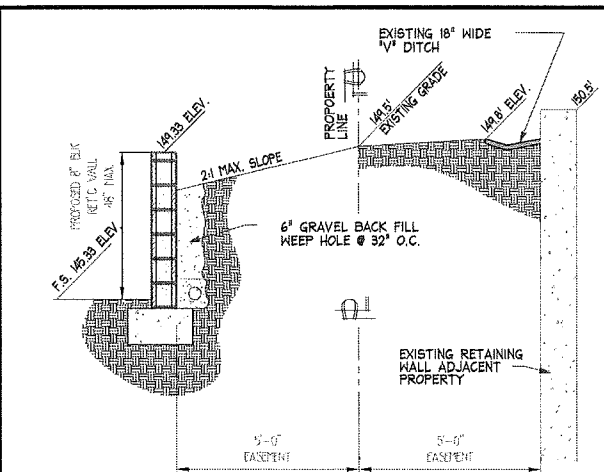 EXISTING 18" WIDE
"V" DITCH
PROPOERTY
LINE
149.5'
EXISTING GRADE
149.8' ELEV.
150.5'
149.33 ELEV.
2:1 MAX. SLOPE
PROPOSED 8" BLK
RET'G WALL
48" MAX.
6" GRAVEL BACK FILL
WEEP HOLE @ 32" O.C.
F.S. 145.33 ELEV.
EXISTING RETAINING
WALL ADJACENT
PROPERTY
5'-0"
EASEMENT
5'-0"
EASEMENT